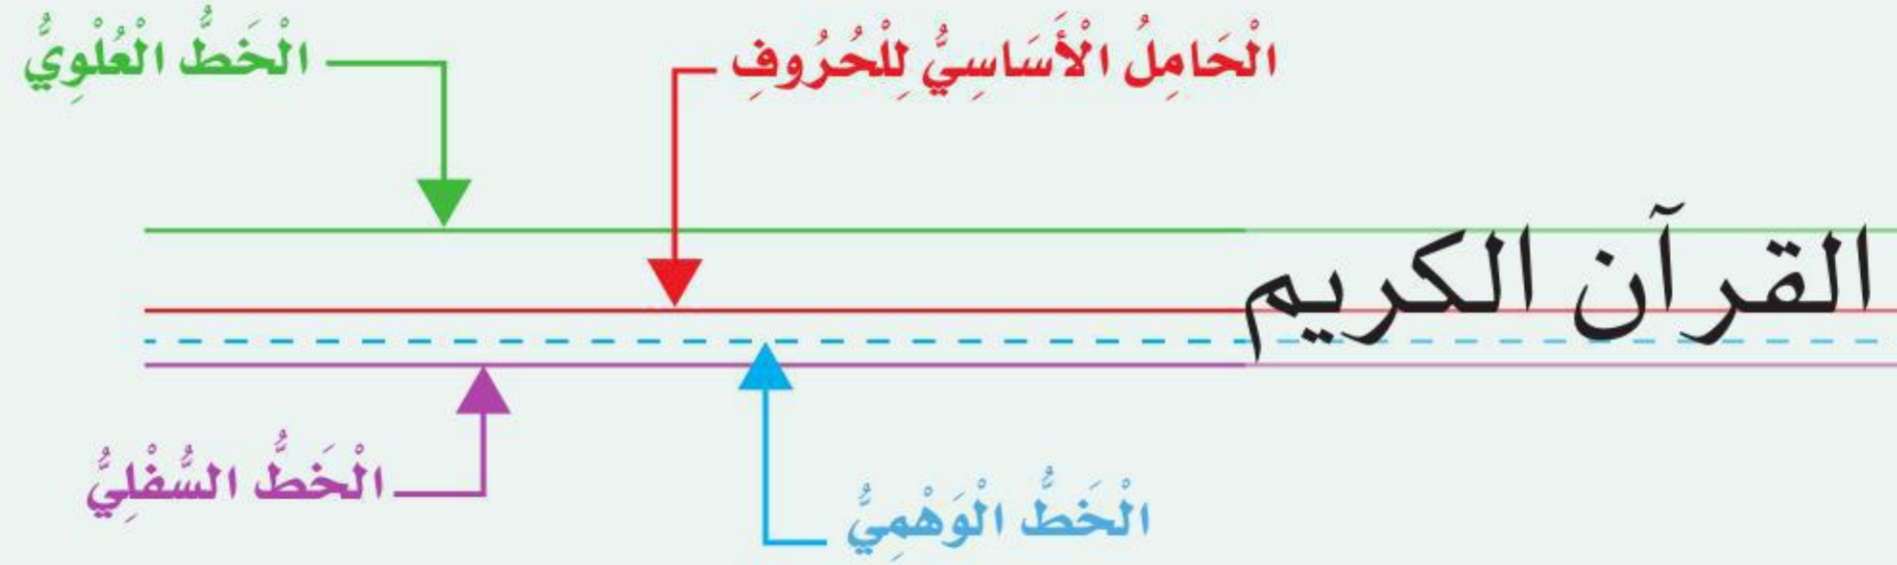 الْحَامِلُ الْأَسَاسِيُّ لِلْحُرُوفِ
الْخَطُّ الْعُلْوِيُّ
القرآن الكريم
الْخَطُّ السُّفْلِيُّ
الْخَطُّ الْوَهْمِيُّ